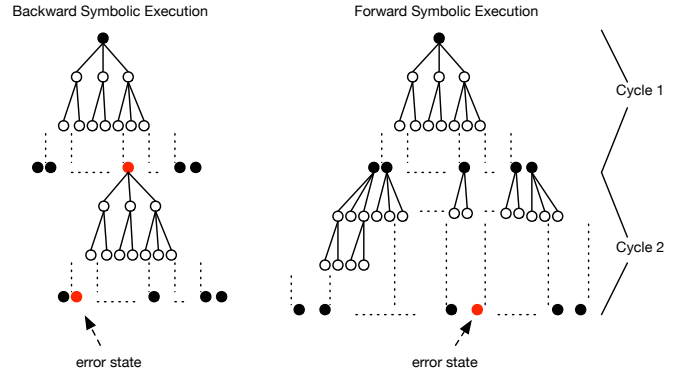 Backward Symbolic Execution
Forward Symbolic Execution
Cycle 1
Cycle 2
error state
error state